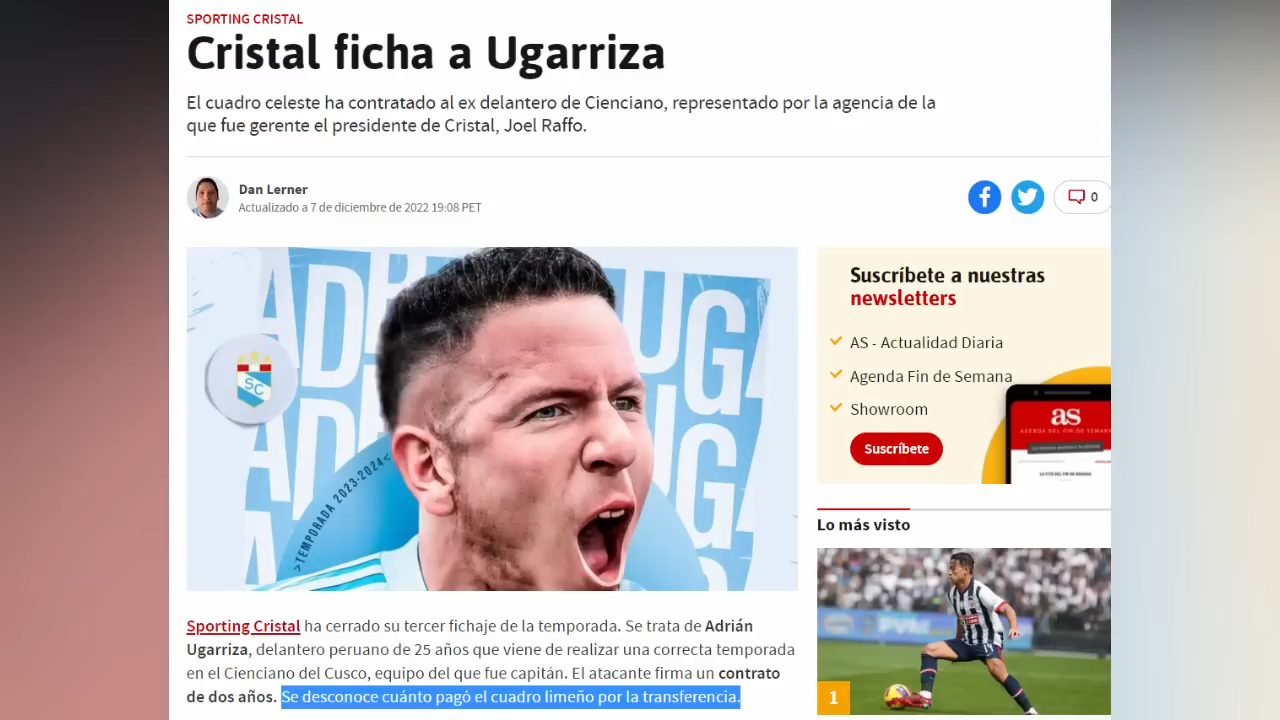 SPORTING CRISTAL
Cristal ficha a Ugarriza
El cuadro celeste ha contratado al ex delantero de Cienciano, representado por la agencia de la
que fue gerente el presidente de Cristal, Joel Raffo.
Dan Lerner
Actualizado a 7 de diciembre de 2022 19:08 PET
0
SC
>TEMPORADA 2023-2024<
Suscríbete a nuestras
newsletters
AS - Actualidad Diaria
Agenda Fin de Semana
Showroom
Suscríbete
as
AGENDA DEL FIN DE SEMANA
Lo más visto
1
Sporting Cristal ha cerrado su tercer fichaje de la temporada. Se trata de Adrián
Ugarriza, delantero peruano de 25 años que viene de realizar una correcta temporada
en el Cienciano del Cusco, equipo del que fue capitán. El atacante firma un contrato
de dos años. Se desconoce cuánto pagó el cuadro limeño por la transferencia.